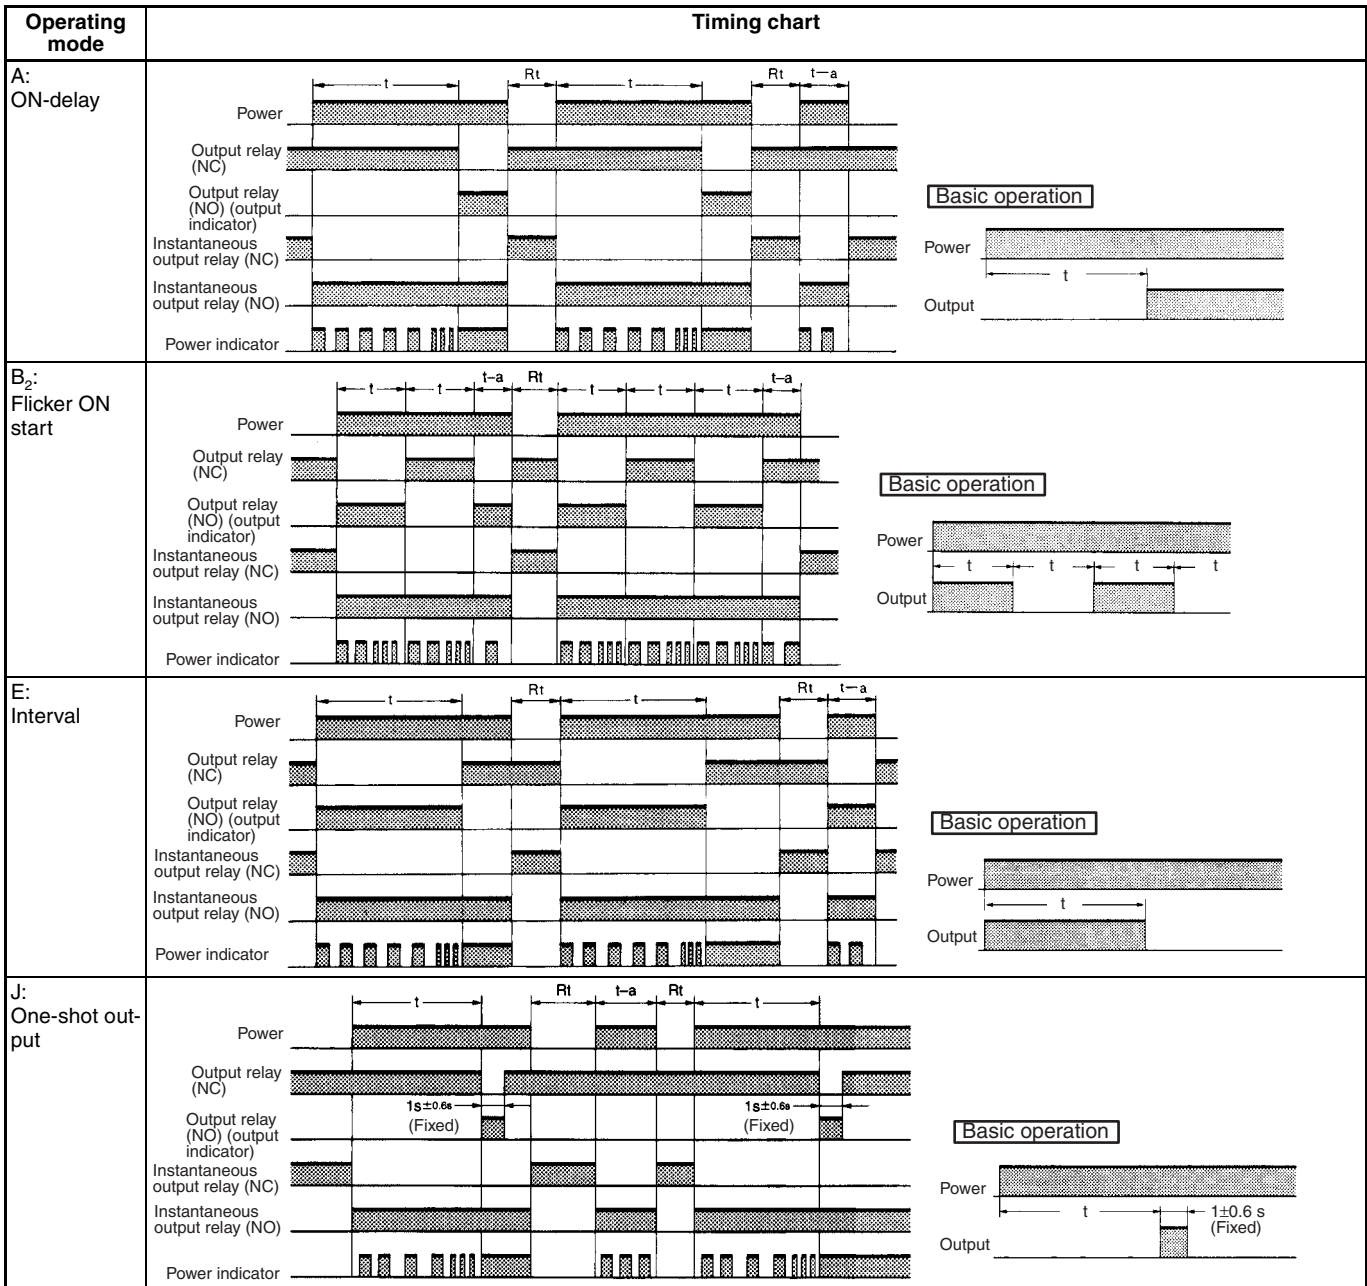 Operating mode
Timing chart
A:
ON-delay
t
Rt
t
Rt
t–a
Power
Output relay
(NC)
Output relay
(NO) (output
indicator)
Instantaneous
output relay (NC)
Instantaneous
output relay (NO)
Power indicator
Basic operation
Power
t
Output
B2:
Flicker ON
start
t
t
t–a
Rt
t
t
t
t–a
Power
Output relay
(NC)
Output relay
(NO) (output
indicator)
Instantaneous
output relay (NC)
Instantaneous
output relay (NO)
Power indicator
Basic operation
Power
t
t
t
t
Output
E:
Interval
t
Rt
t
Rt
t–a
Power
Output relay
(NC)
Output relay
(NO) (output
indicator)
Instantaneous
output relay (NC)
Instantaneous
output relay (NO)
Power indicator
Basic operation
Power
t
Output
J:
One-shot out-
put
t
Rt
t–a
Rt
t
Power
Output relay
(NC)
1s±0.6s
(Fixed)
1s±0.6s
(Fixed)
Output relay
(NO) (output
indicator)
Instantaneous
output relay (NC)
Instantaneous
output relay (NO)
Power indicator
Basic operation
Power
t
1±0.6 s
(Fixed)
Output